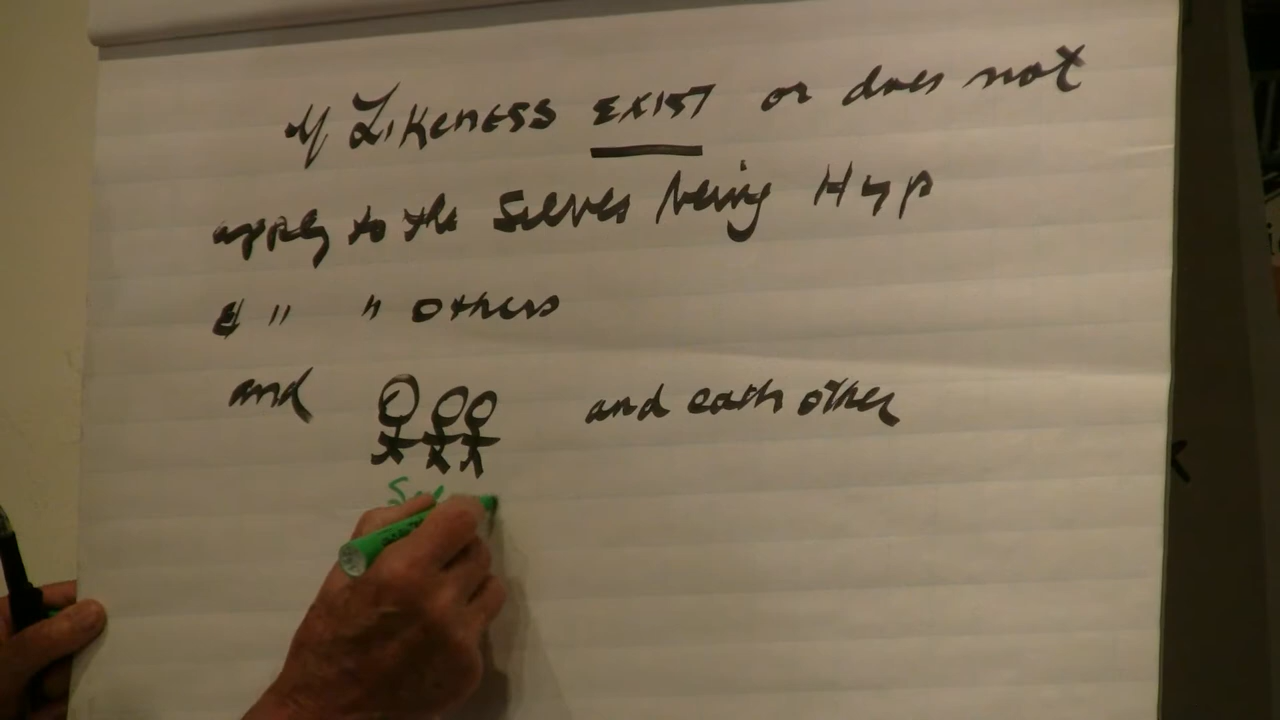 If LIKENESS EXIST or does not
apply to the Selves being Hyp
& " " others
and and each other